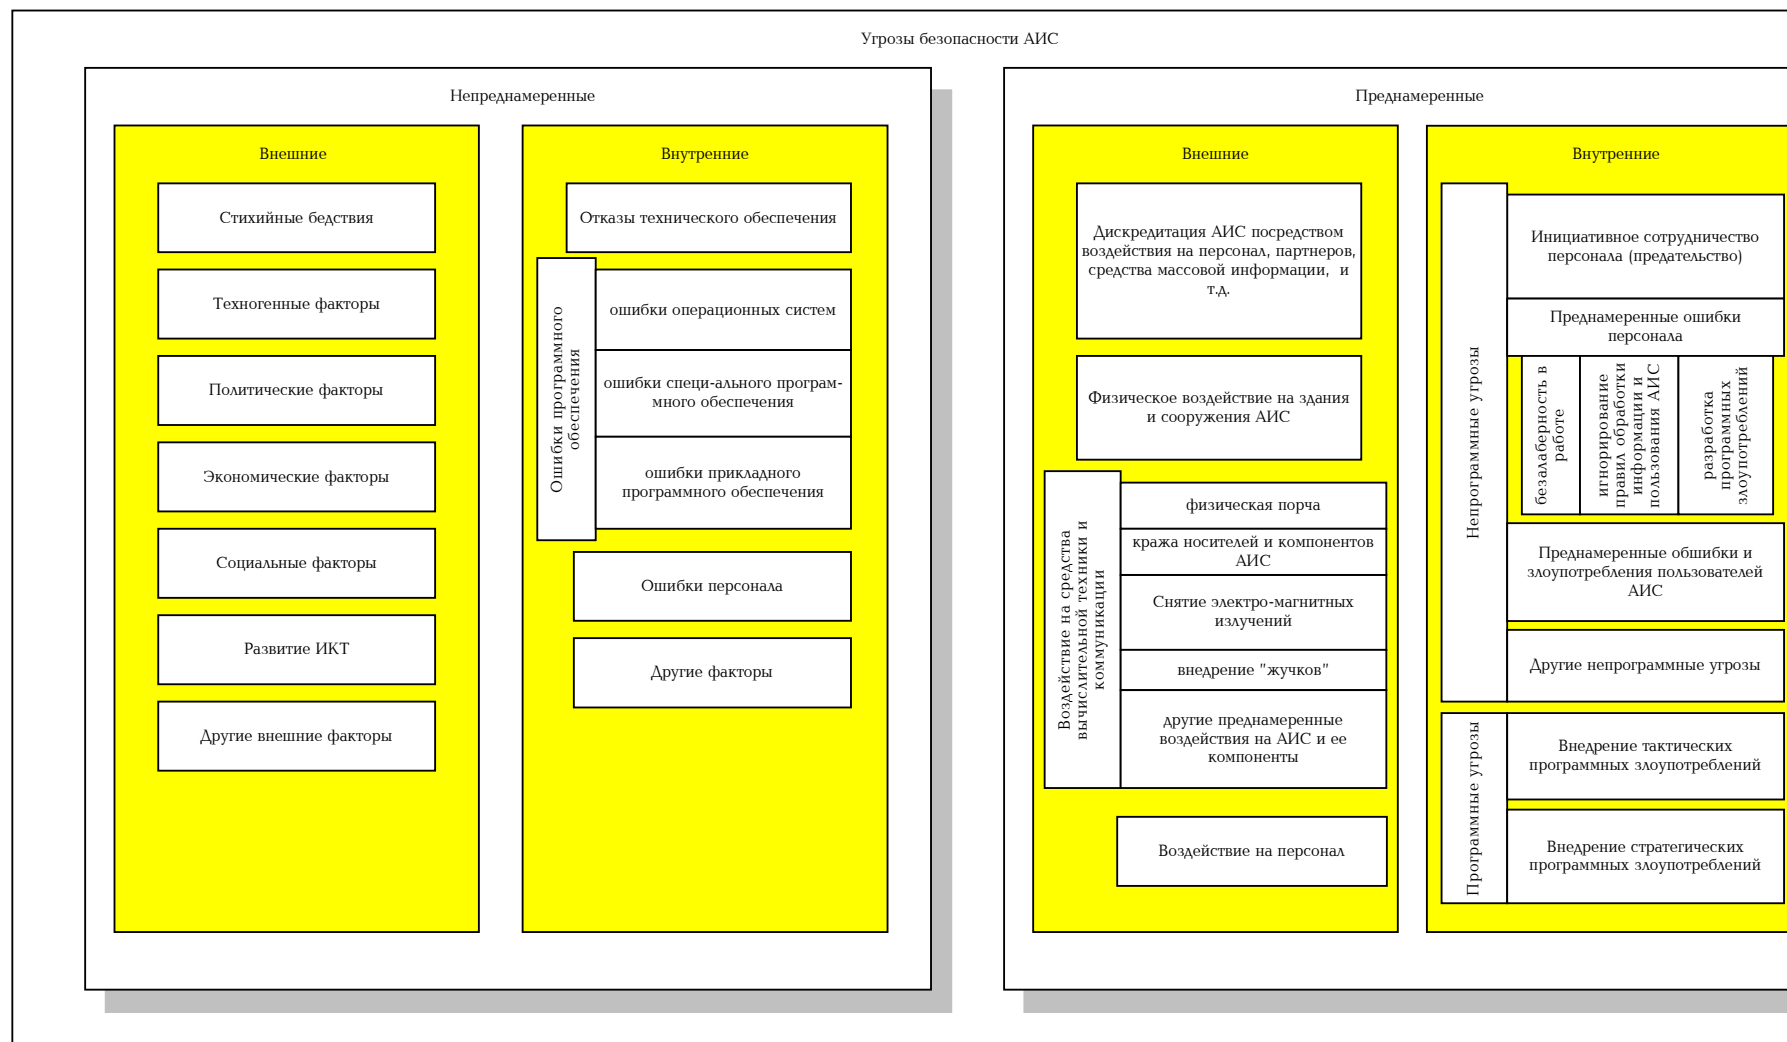 Угрозы безопасности АИС
Непреднамеренные
Внешние
Стихийные бедствия
Техногенные факторы
Политические факторы
Экономические факторы
Социальные факторы
Развитие ИКТ
Другие внешние факторы
Внутренние
Отказы технического обеспечения
Ошибки программного
обеспечения
ошибки операционных систем
ошибки специ-ального програм-
много обеспечения
ошибки прикладного
программного обеспечения
Ошибки персонала
Другие факторы
Преднамеренные
Внешние
Дискредитация АИС посредством
воздействия на персонал, партнеров,
средства массовой информации,  и
т.д.
Физическое воздействие на здания
и сооружения АИС
Воздействие на средства
вычислительной техники и
коммуникации
физическая порча
кража носителей и компонентов
АИС
Снятие электро-магнитных
излучений
внедрение "жучков"
другие преднамеренные
воздействия на АИС и ее
компоненты
Воздействие на персонал
Внутренние
Непрограммные угрозы
Инициативное сотрудничество
персонала (предательство)
Преднамеренные ошибки
персонала
безалаберность в
работе
игнорирование
правил обработки
информации и
пользования АИС
разработка
программных
злоупотреблений
Преднамеренные обшибки и
злоупотребления пользователей
АИС
Другие непрограммные угрозы
Программные угрозы
Внедрение тактических
программных злоупотреблений
Внедрение стратегических
программных злоупотреблений